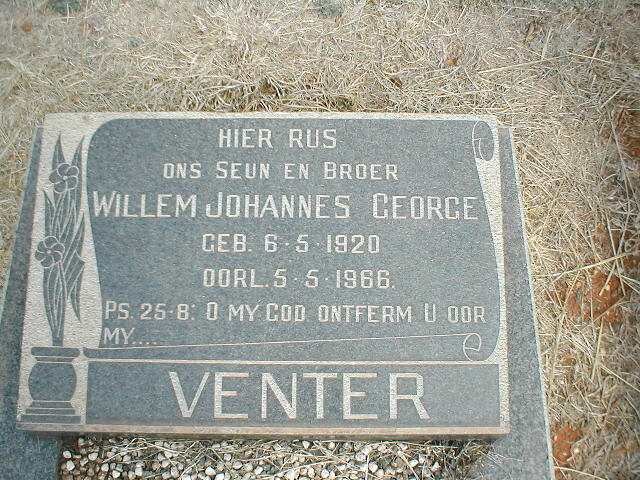 HIER RUS
ONS SEUN EN BROER
WILLEM JOHANNES GEORGE
GEB. 6-5-1920
OORL. 5-5-1966.
PS. 25-8: O MY GOD ONTFERM U OOR
MY....
VENTER